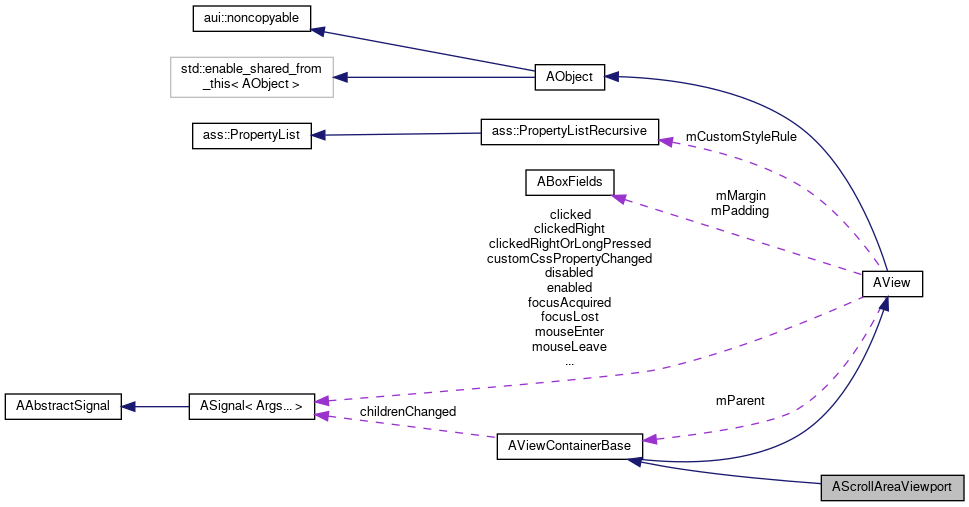 aui::noncopyable
std::enable_shared_from
_this< AObject >
AObject
ass::PropertyList
ass::PropertyListRecursive
mCustomStyleRule
ABoxFields
mMargin
mPadding
clicked
clickedRight
clickedRightOrLongPressed
customCssPropertyChanged
disabled
enabled
focusAcquired
focusLost
mouseEnter
mouseLeave
...
AView
AAbstractSignal
ASignal< Args... >
childrenChanged
mParent
AViewContainerBase
AScrollAreaViewport